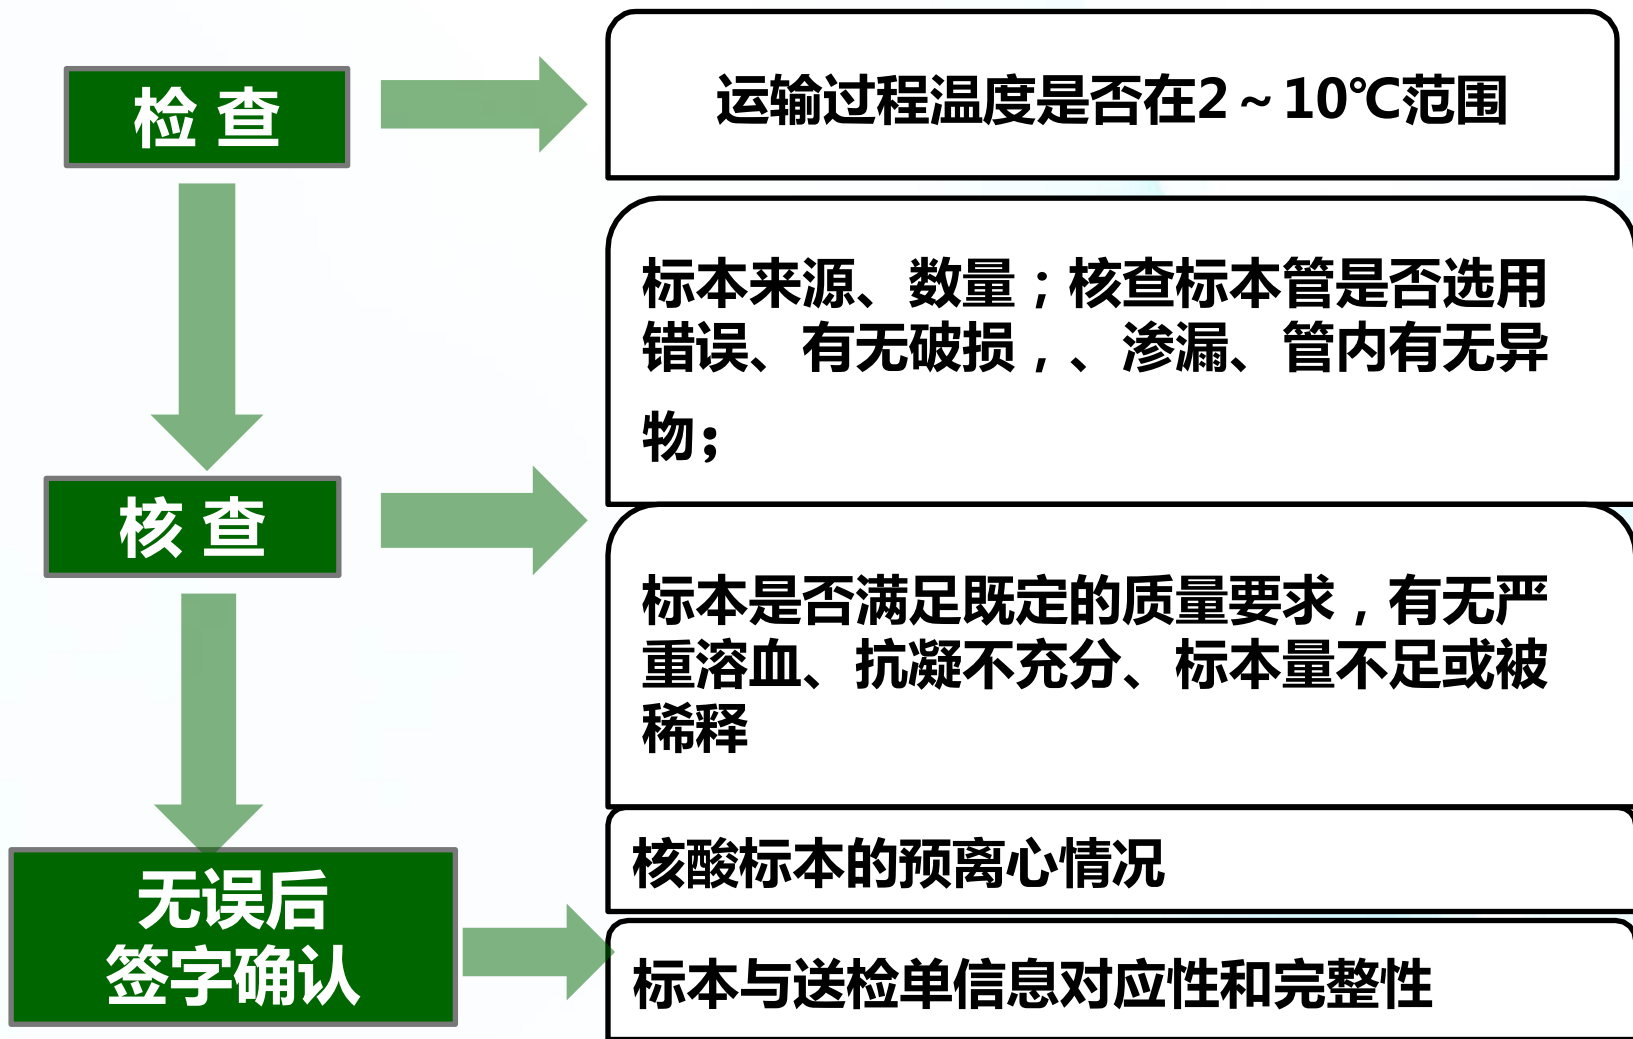 检 查
运输过程温度是否在2～10℃范围
标本来源、数量；核查标本管是否选用
错误、有无破损，、渗漏、管内有无异
物；
核 查
标本是否满足既定的质量要求，有无严
重溶血、抗凝不充分、标本量不足或被
稀释
核酸标本的预离心情况
无误后
签字确认
标本与送检单信息对应性和完整性